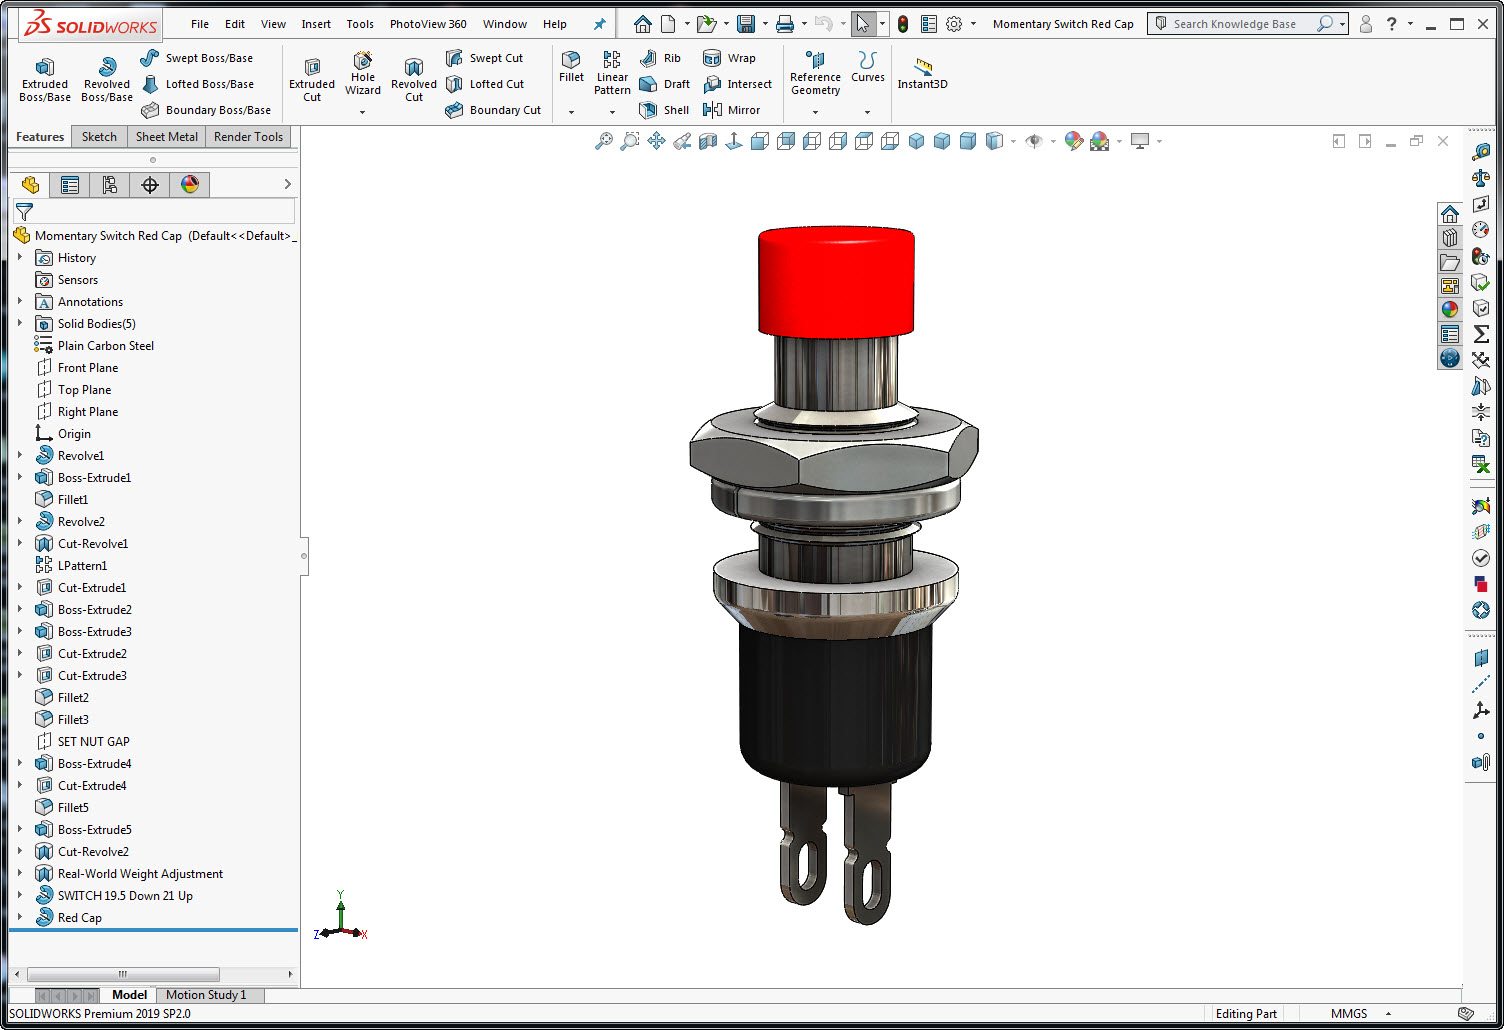 SOLIDWORKS File Edit View Insert Tools PhotoView 360 Window Help Momentary Switch Red Cap Search Knowledge Base ?
Extruded Boss/Base
Revolved Boss/Base
Swept Boss/Base
Lofted Boss/Base
Boundary Boss/Base
Extruded Cut
Hole Wizard
Revolved Cut
Swept Cut
Lofted Cut
Boundary Cut
Fillet
Linear Pattern
Rib
Draft
Shell
Wrap
Intersect
Mirror
Reference Geometry
Curves
Instant3D
Features Sketch Sheet Metal Render Tools
Momentary Switch Red Cap (Default<<Default>_
History
Sensors
Annotations
Solid Bodies(5)
Plain Carbon Steel
Front Plane
Top Plane
Right Plane
Origin
Revolve1
Boss-Extrude1
Fillet1
Revolve2
Cut-Revolve1
LPattern1
Cut-Extrude1
Boss-Extrude2
Boss-Extrude3
Cut-Extrude2
Cut-Extrude3
Fillet2
Fillet3
SET NUT GAP
Boss-Extrude4
Cut-Extrude4
Fillet5
Boss-Extrude5
Cut-Revolve2
Real-World Weight Adjustment
SWITCH 19.5 Down 21 Up
Red Cap
Y
Z X
Model Motion Study 1
SOLIDWORKS Premium 2019 SP2.0 Editing Part MMGS